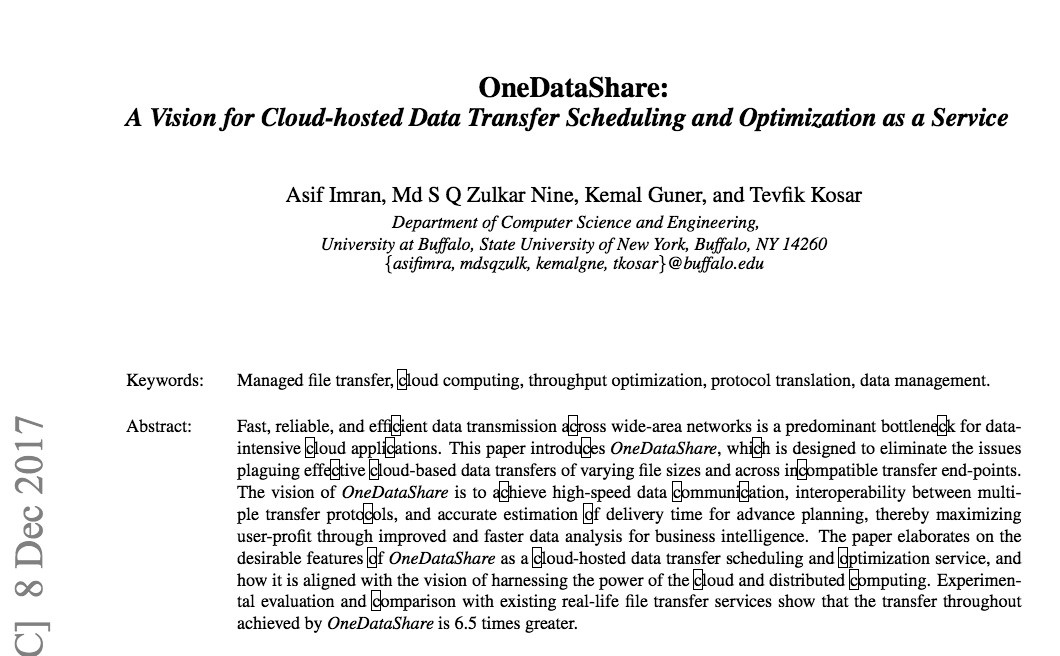 OneDataShare:
A Vision for Cloud-hosted Data Transfer Scheduling and Optimization as a Service
Asif Imran, Md S Q Zulkar Nine, Kemal Guner, and Tevfik Kosar
Department of Computer Science and Engineering,
University at Buffalo, State University of New York, Buffalo, NY 14260
{asifimra, mdsqzulk, kemalgne, tkosar}@buffalo.edu
Keywords: Managed file transfer, cloud computing, throughput optimization, protocol translation, data management.
Abstract: Fast, reliable, and efficient data transmission across wide-area networks is a predominant bottleneck for data-
intensive cloud applications. This paper introduces OneDataShare, which is designed to eliminate the issues
plaguing effective cloud-based data transfers of varying file sizes and across incompatible transfer end-points.
The vision of OneDataShare is to achieve high-speed data communication, interoperability between multi-
ple transfer protocols, and accurate estimation of delivery time for advance planning, thereby maximizing
user-profit through improved and faster data analysis for business intelligence. The paper elaborates on the
desirable features of OneDataShare as a cloud-hosted data transfer scheduling and optimization service, and
how it is aligned with the vision of harnessing the power of the cloud and distributed computing. Experimen-
tal evaluation and comparison with existing real-life file transfer services show that the transfer throughout
achieved by OneDataShare is 6.5 times greater.
C] 8 Dec 2017